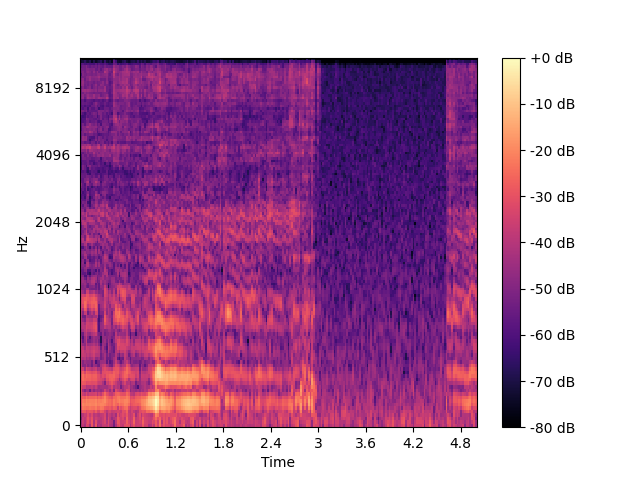 8192
4096
2048
1024
512
0
Hz
0 0.6 1.2 1.8 2.4 3 3.6 4.2 4.8
Time
+0 dB
-10 dB
-20 dB
-30 dB
-40 dB
-50 dB
-60 dB
-70 dB
-80 dB